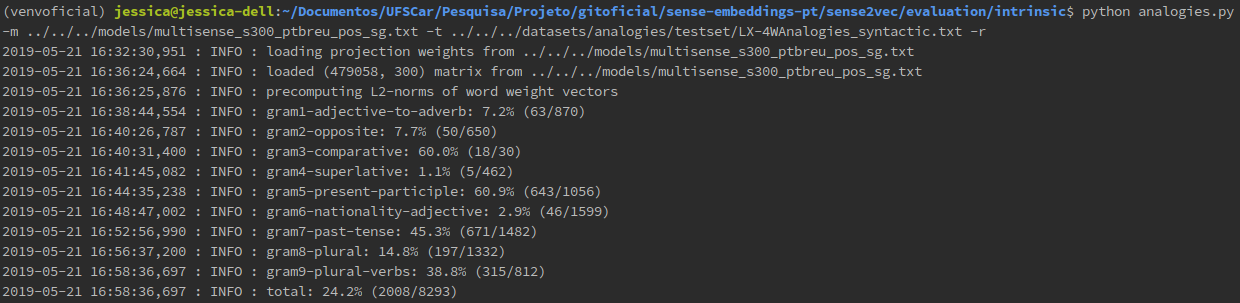 (venvoficial) jessica@jessica-dell:~/Documentos/UFSCar/Pesquisa/Projeto/gitoficial/sense-embeddings-pt/sense2vec/evaluation/intrinsic$ python analogies.py
-m ../../../models/multisense_s300_ptbreu_pos_sg.txt -t ../../../datasets/analogies/testset/LX-4WAnalogies_syntactic.txt -r
2019-05-21 16:32:30,951 : INFO : loading projection weights from ../../../models/multisense_s300_ptbreu_pos_sg.txt
2019-05-21 16:36:24,664 : INFO : loaded (479058, 300) matrix from ../../../models/multisense_s300_ptbreu_pos_sg.txt
2019-05-21 16:36:25,876 : INFO : precomputing L2-norms of word weight vectors
2019-05-21 16:38:44,554 : INFO : gram1-adjective-to-adverb: 7.2% (63/870)
2019-05-21 16:40:26,787 : INFO : gram2-opposite: 7.7% (50/650)
2019-05-21 16:40:31,400 : INFO : gram3-comparative: 60.0% (18/30)
2019-05-21 16:41:45,082 : INFO : gram4-superlative: 1.1% (5/462)
2019-05-21 16:44:35,238 : INFO : gram5-present-participle: 60.9% (643/1056)
2019-05-21 16:48:47,002 : INFO : gram6-nationality-adjective: 2.9% (46/1599)
2019-05-21 16:52:56,990 : INFO : gram7-past-tense: 45.3% (671/1482)
2019-05-21 16:56:37,200 : INFO : gram8-plural: 14.8% (197/1332)
2019-05-21 16:58:36,697 : INFO : gram9-plural-verbs: 38.8% (315/812)
2019-05-21 16:58:36,697 : INFO : total: 24.2% (2008/8293)